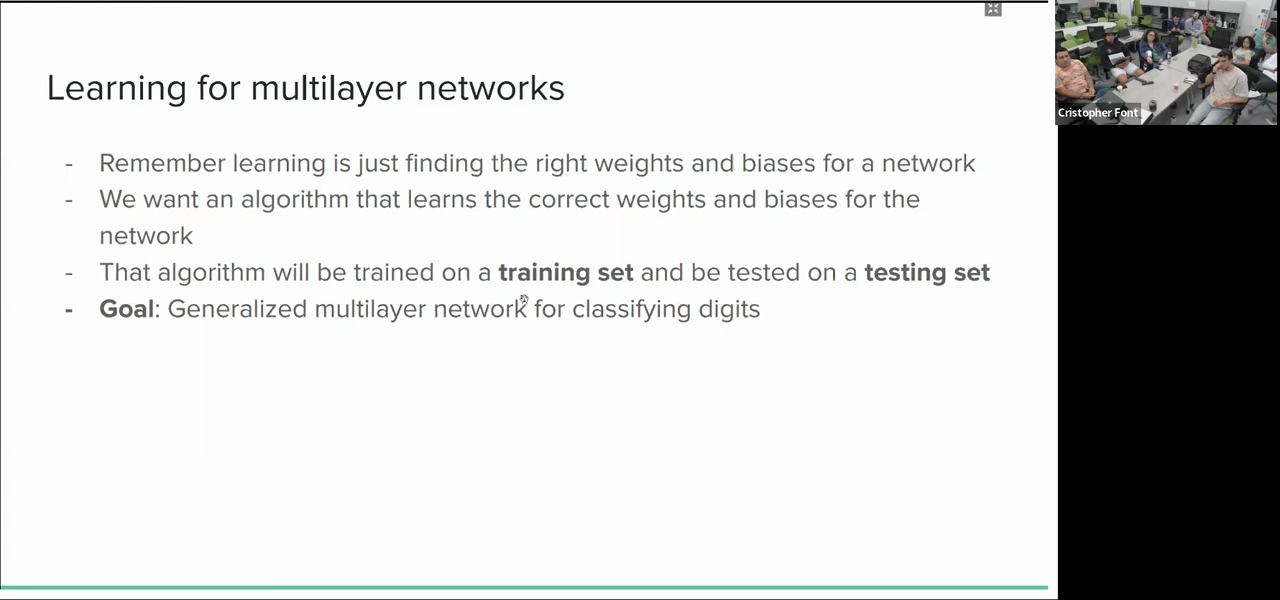 Learning for multilayer networks
- Remember learning is just finding the right weights and biases for a network
- We want an algorithm that learns the correct weights and biases for the
network
- That algorithm will be trained on a training set and be tested on a testing set
- Goal: Generalized multilayer network for classifying digits
Cristopher Font